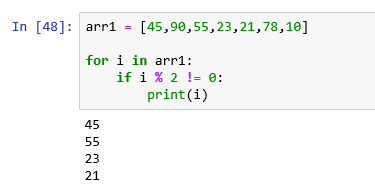 In [48]: arr1 = [45,90,55,23,21,78,10]
for i in arr1:
    if i % 2 != 0:
        print(i)
45
55
23
21